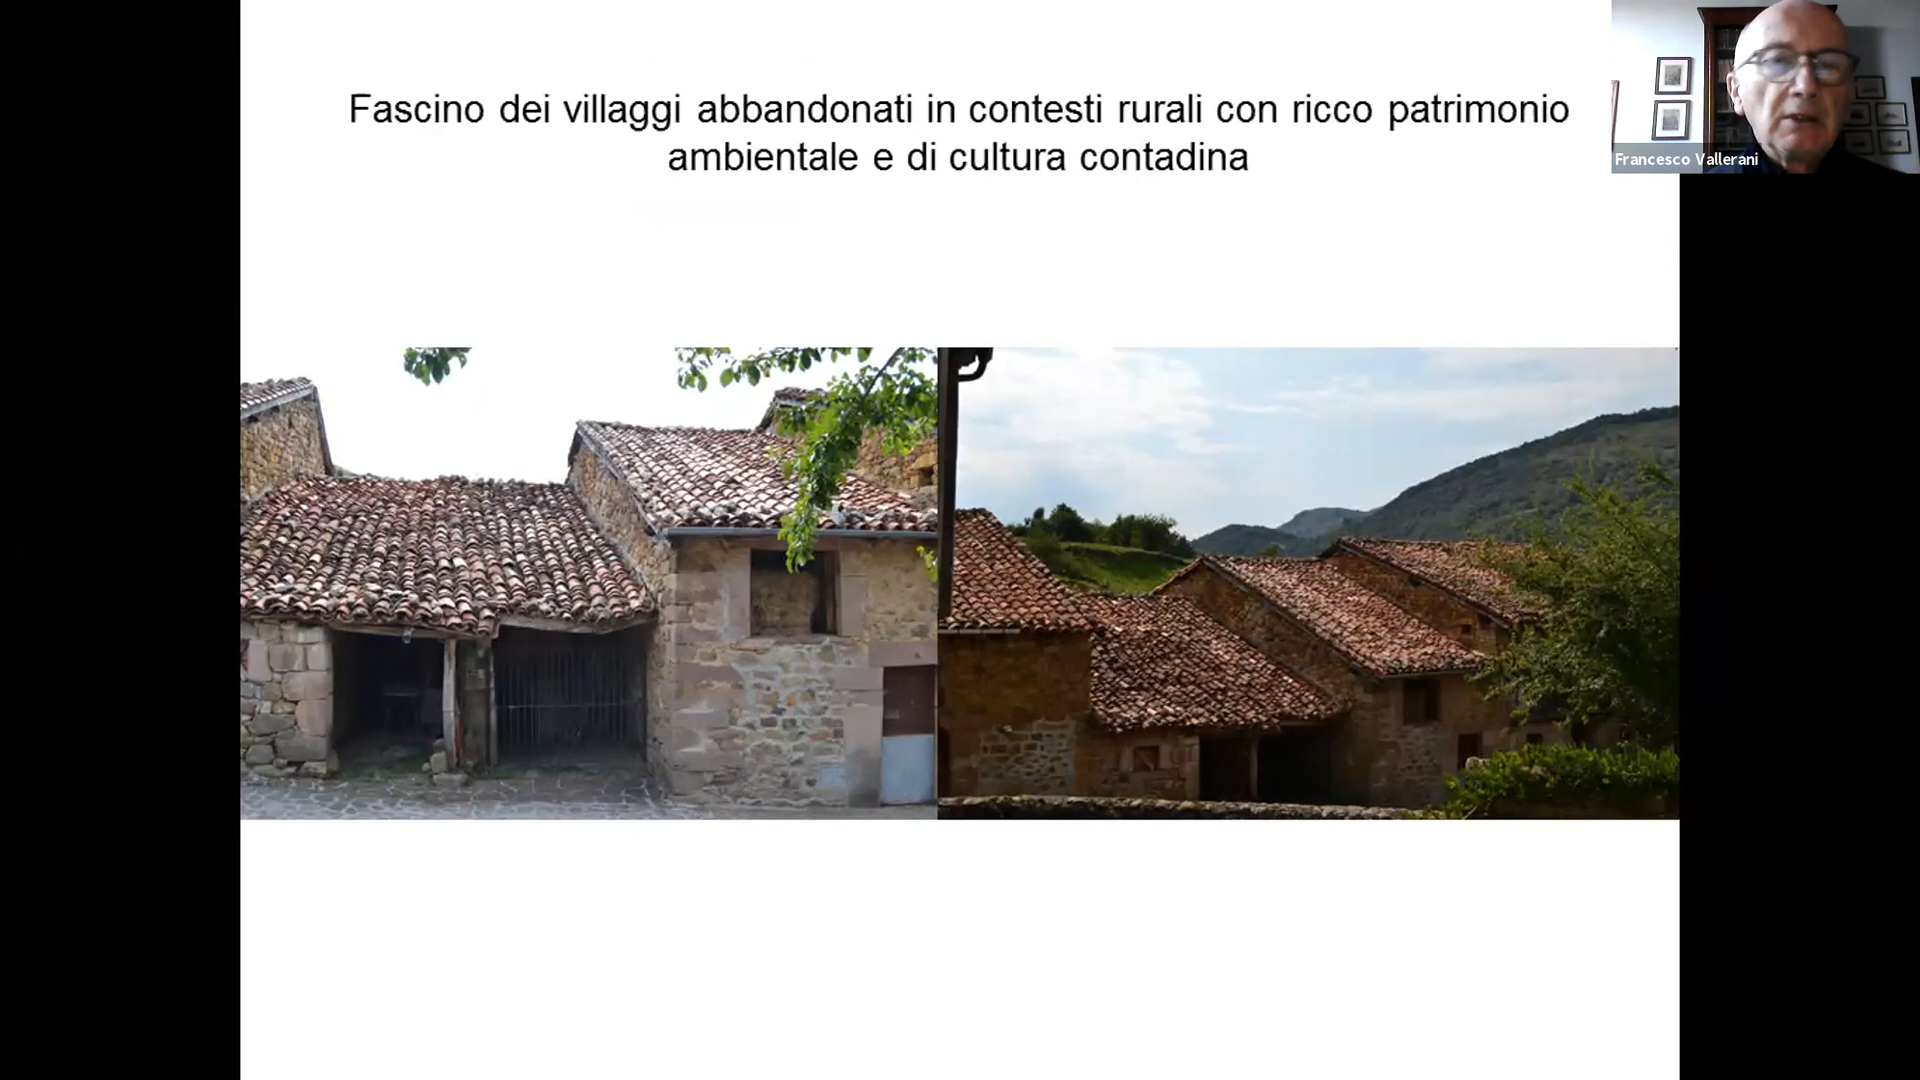 Fascino dei villaggi abbandonati in contesti rurali con ricco patrimonio
ambientale e di cultura contadina
Francesco Vallerani